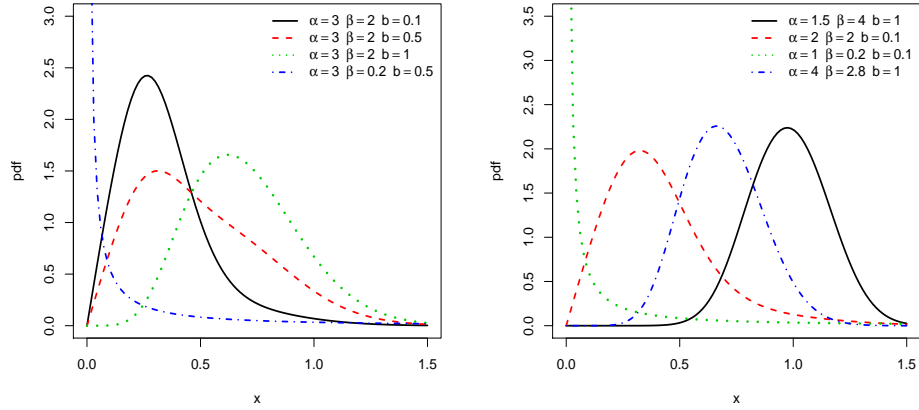 3.0
2.5
2.0
1.5
1.0
0.5
0.0
pdf
0.0 0.5 1.0 1.5
x
α = 3 β = 2 b = 0.1
α = 3 β = 2 b = 0.5
α = 3 β = 2 b = 1
α = 3 β = 0.2 b = 0.5
3.5
3.0
2.5
2.0
1.5
1.0
0.5
0.0
pdf
0.0 0.5 1.0 1.5
x
α = 1.5 β = 4 b = 1
α = 2 β = 2 b = 0.1
α = 1 β = 0.2 b = 0.1
α = 4 β = 2.8 b = 1